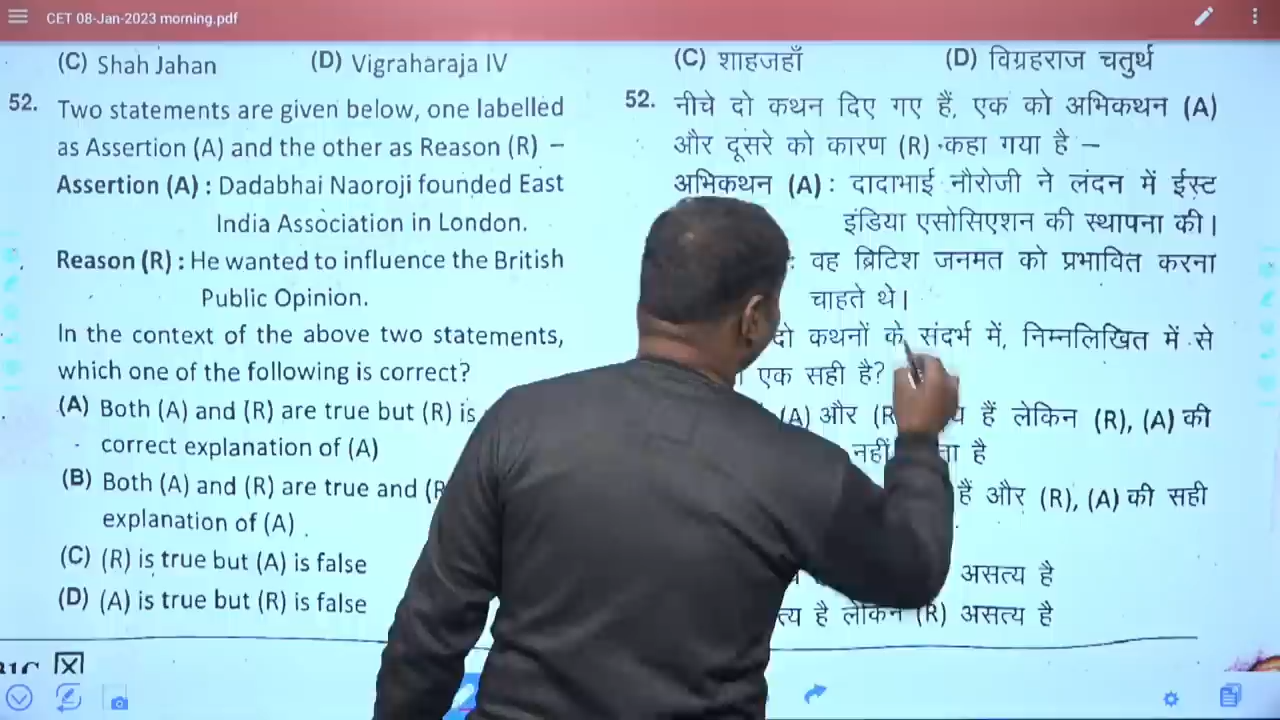 CET 08-Jan-2023 morning.pdf
(C) Shah Jahan (D) Vigraharaja IV
52. Two statements are given below, one labelled
as Assertion (A) and the other as Reason (R) –
Assertion (A) : Dadabhai Naoroji founded East
India Association in London.
Reason (R) : He wanted to influence the British
Public Opinion.
In the context of the above two statements,
which one of the following is correct?
(A) Both (A) and (R) are true but (R) is
correct explanation of (A)
(B) Both (A) and (R) are true and
explanation of (A)
(C) (R) is true but (A) is false
(D) (A) is true but (R) is false
(C) शाहजहाँ (D) विग्रहराज चतुर्थ
52. नीचे दो कथन दिए गए हैं, एक को अभिकथन (A)
और दूसरे को कारण (R) कहा गया है –
अभिकथन (A) : दादाभाई नौरोजी ने लंदन में ईस्ट
इंडिया एसोसिएशन की स्थापना की।
: वह ब्रिटिश जनमत को प्रभावित करना
चाहते थे।
दो कथनों के संदर्भ में, निम्नलिखित में से
एक सही है?
(A) और हैं लेकिन (R), (A) की
नहीं है
हैं और (R), (A) की सही
असत्य है
है लेकिन (R) असत्य है